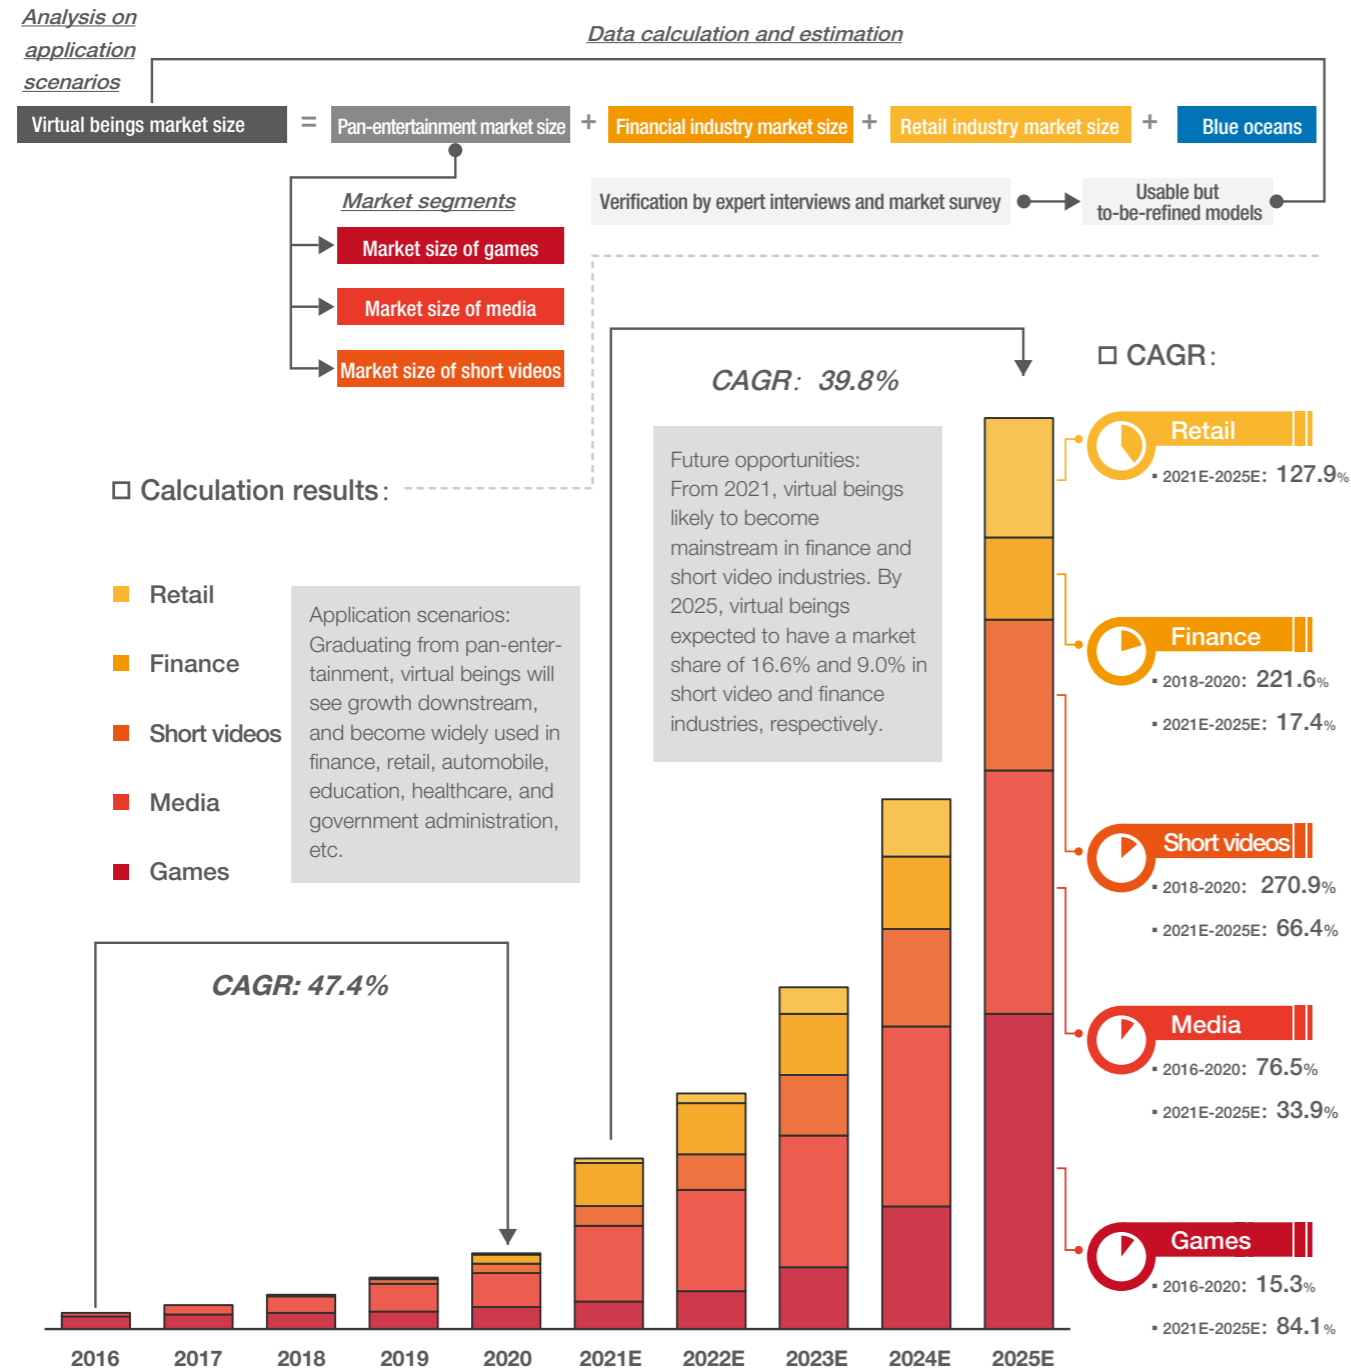 Analysis on
application
scenarios
Data calculation and estimation
Virtual beings market size
=
Pan-entertainment market size
+
Financial industry market size
+
Retail industry market size
+
Blue oceans
Market segments
Market size of games
Market size of media
Market size of short videos
Verification by expert interviews and market survey
Usable but
to-be-refined models
Calculation results:
Retail
Finance
Short videos
Media
Games
Application scenarios:
Graduating from pan-enter-
tainment, virtual beings will
see growth downstream,
and become widely used in
finance, retail, automobile,
education, healthcare, and
government administration,
etc.
CAGR: 39.8%
Future opportunities:
From 2021, virtual beings
likely to become
mainstream in finance and
short video industries. By
2025, virtual beings
expected to have a market
share of 16.6% and 9.0% in
short video and finance
industries, respectively.
CAGR: 47.4%
CAGR:
Retail
▪ 2021E-2025E: 127.9%
Finance
▪ 2018-2020: 221.6%
▪ 2021E-2025E: 17.4%
Short videos
▪ 2018-2020: 270.9%
▪ 2021E-2025E: 66.4%
Media
▪ 2016-2020: 76.5%
▪ 2021E-2025E: 33.9%
Games
▪ 2016-2020: 15.3%
▪ 2021E-2025E: 84.1%
2016 2017 2018 2019 2020 2021E 2022E 2023E 2024E 2025E